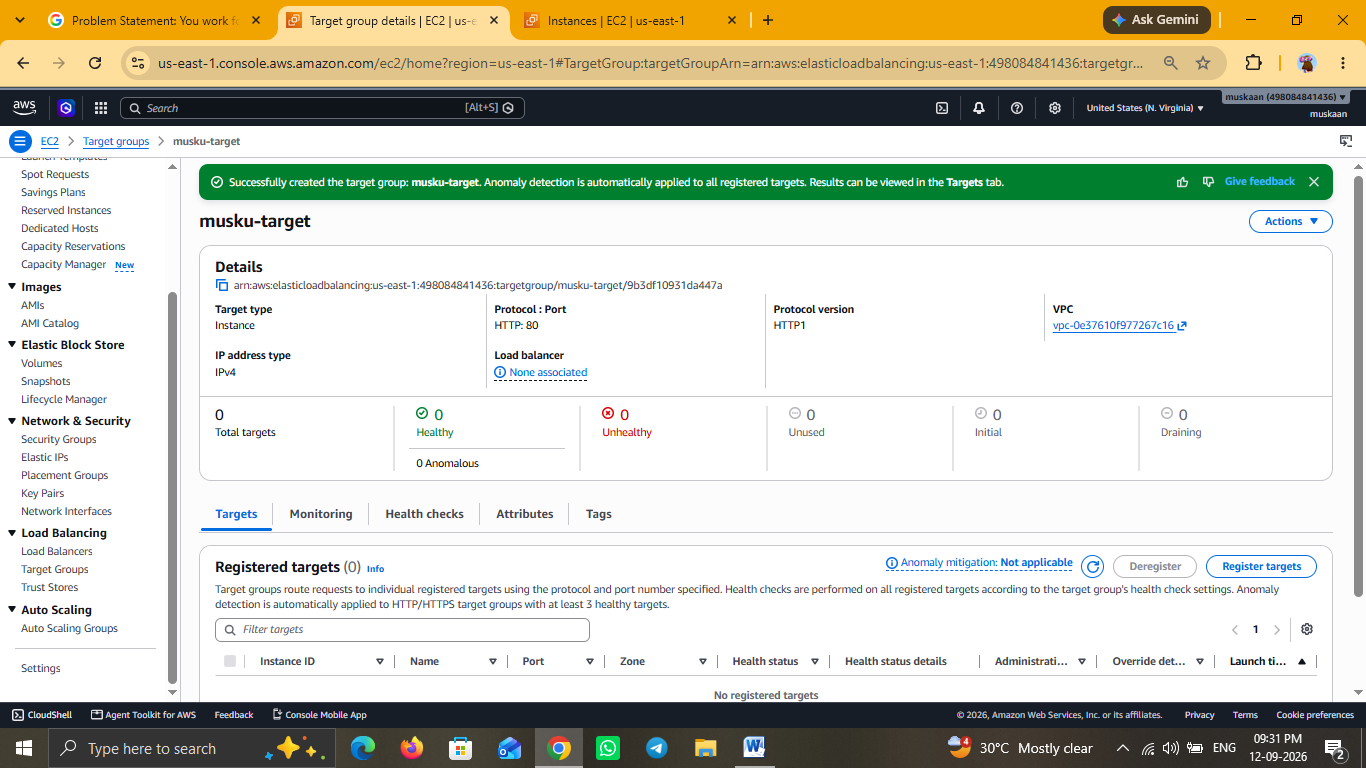 Problem Statement: You work fo
Target group details | EC2 | us-e
Instances | EC2 | us-east-1
Ask Gemini
us-east-1.console.aws.amazon.com/ec2/home?region=us-east-1#TargetGroup:targetGroupArn=arn:aws:elasticloadbalancing:us-east-1:498084841436:targetgr...
aws
Search
[Alt+S]
United States (N. Virginia)
muskaan (498084841436)
muskaan
EC2
Target groups
musku-target
Launch Templates
Spot Requests
Savings Plans
Reserved Instances
Dedicated Hosts
Capacity Reservations
Capacity Manager New
Images
AMIs
AMI Catalog
Elastic Block Store
Volumes
Snapshots
Lifecycle Manager
Network & Security
Security Groups
Elastic IPs
Placement Groups
Key Pairs
Network Interfaces
Load Balancing
Load Balancers
Target Groups
Trust Stores
Auto Scaling
Auto Scaling Groups
Settings
Successfully created the target group: musku-target. Anomaly detection is automatically applied to all registered targets. Results can be viewed in the Targets tab.
Give feedback
musku-target
Actions
Details
arn:aws:elasticloadbalancing:us-east-1:498084841436:targetgroup/musku-target/9b3df10931da447a
Target type
Instance
Protocol : Port
HTTP: 80
Protocol version
HTTP1
VPC
vpc-0e37610f977267c16
IP address type
IPv4
Load balancer
None associated
0
Total targets
0
Healthy
0 Anomalous
0
Unhealthy
0
Unused
0
Initial
0
Draining
Targets
Monitoring
Health checks
Attributes
Tags
Registered targets (0) Info
Anomaly mitigation: Not applicable
Deregister
Register targets
Target groups route requests to individual registered targets using the protocol and port number specified. Health checks are performed on all registered targets according to the target group's health check settings. Anomaly
detection is automatically applied to HTTP/HTTPS target groups with at least 3 healthy targets.
Filter targets
1
Instance ID
Name
Port
Zone
Health status
Health status details
Administrati...
Override det...
Launch ti...
No registered targets
CloudShell
Agent Toolkit for AWS
Feedback
Console Mobile App
© 2026, Amazon Web Services, Inc. or its affiliates.
Privacy
Terms
Cookie preferences
Type here to search
4
30°C Mostly clear
ENG
09:31 PM
12-09-2026
2